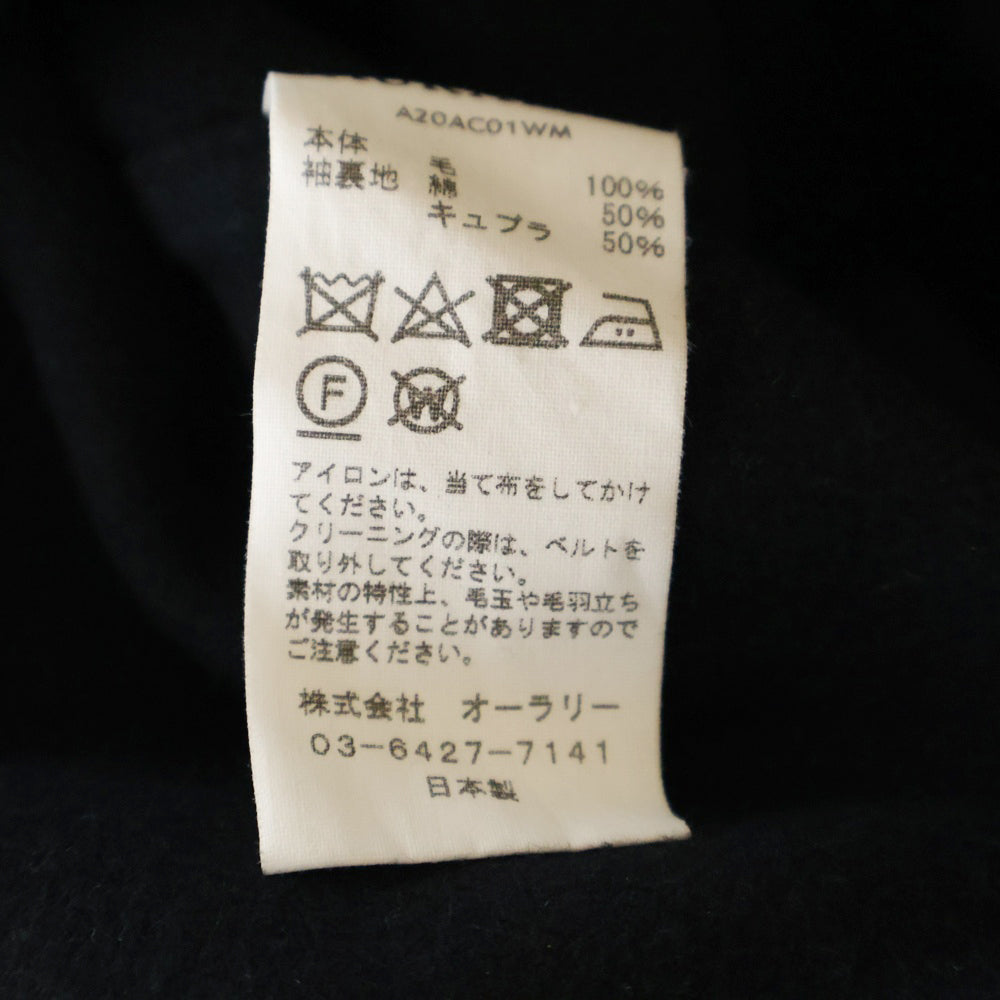 A20AC01WM
本体 毛 100%
袖裏地 綿 50%
キュプラ 50%
F
W
アイロンは、当て布をしてかけ
てください。
クリーニングの際は、ベルトを
取り外してください。
素材の特性上、毛玉や毛羽立ち
が発生することがありますので
ご注意ください。
株式会社 オーラリー
03-6427-7141
日本製